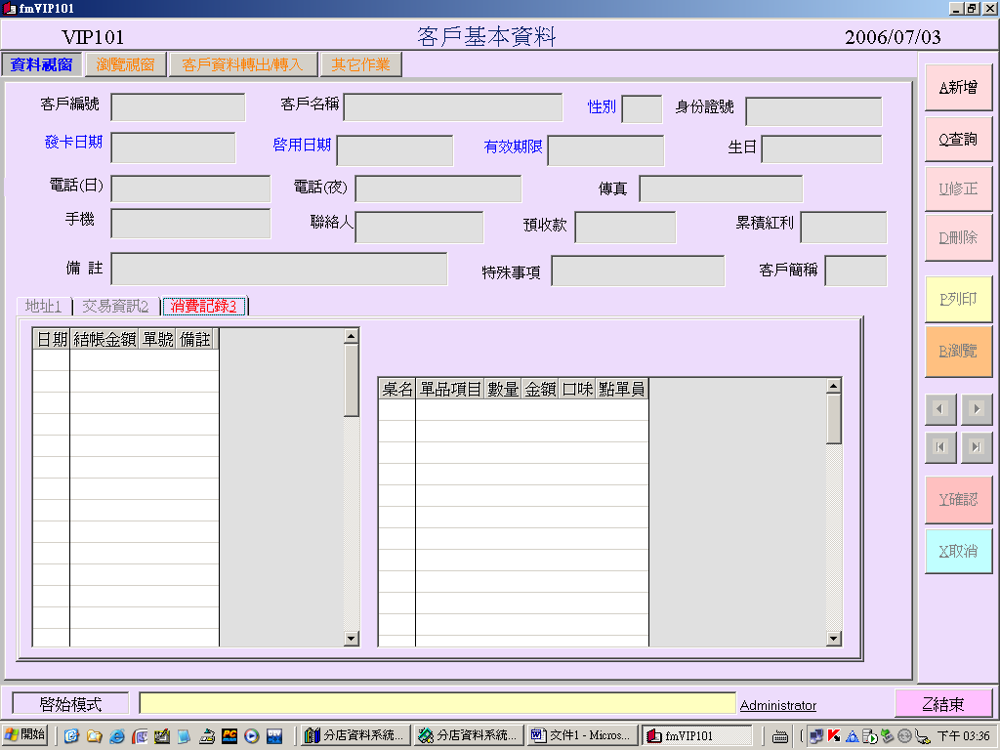 fmVIP101
VIP101 客戶基本資料 2006/07/03
資料視窗 瀏覽視窗 客戶資料轉出/轉入 其它作業
客戶編號 客戶名稱 性別 身份證號
發卡日期 啓用日期 有效期限 生日
電話(日) 電話(夜) 傳真
手機 聯絡人 預收款 累積紅利
備 註 特殊事項 客戶簡稱
地址1 交易資訊2 消費記錄3
日期 結帳金額 單號 備註
桌名 單品項目 數量 金額 口味 點單員
A新增
Q查詢
U修正
D刪除
P列印
B瀏覽
Y確認
X取消
啓始模式 Administrator Z結束
開始 分店資料系統... 分店資料系統... 文件1 - Micros... fmVIP101 下午 03:36